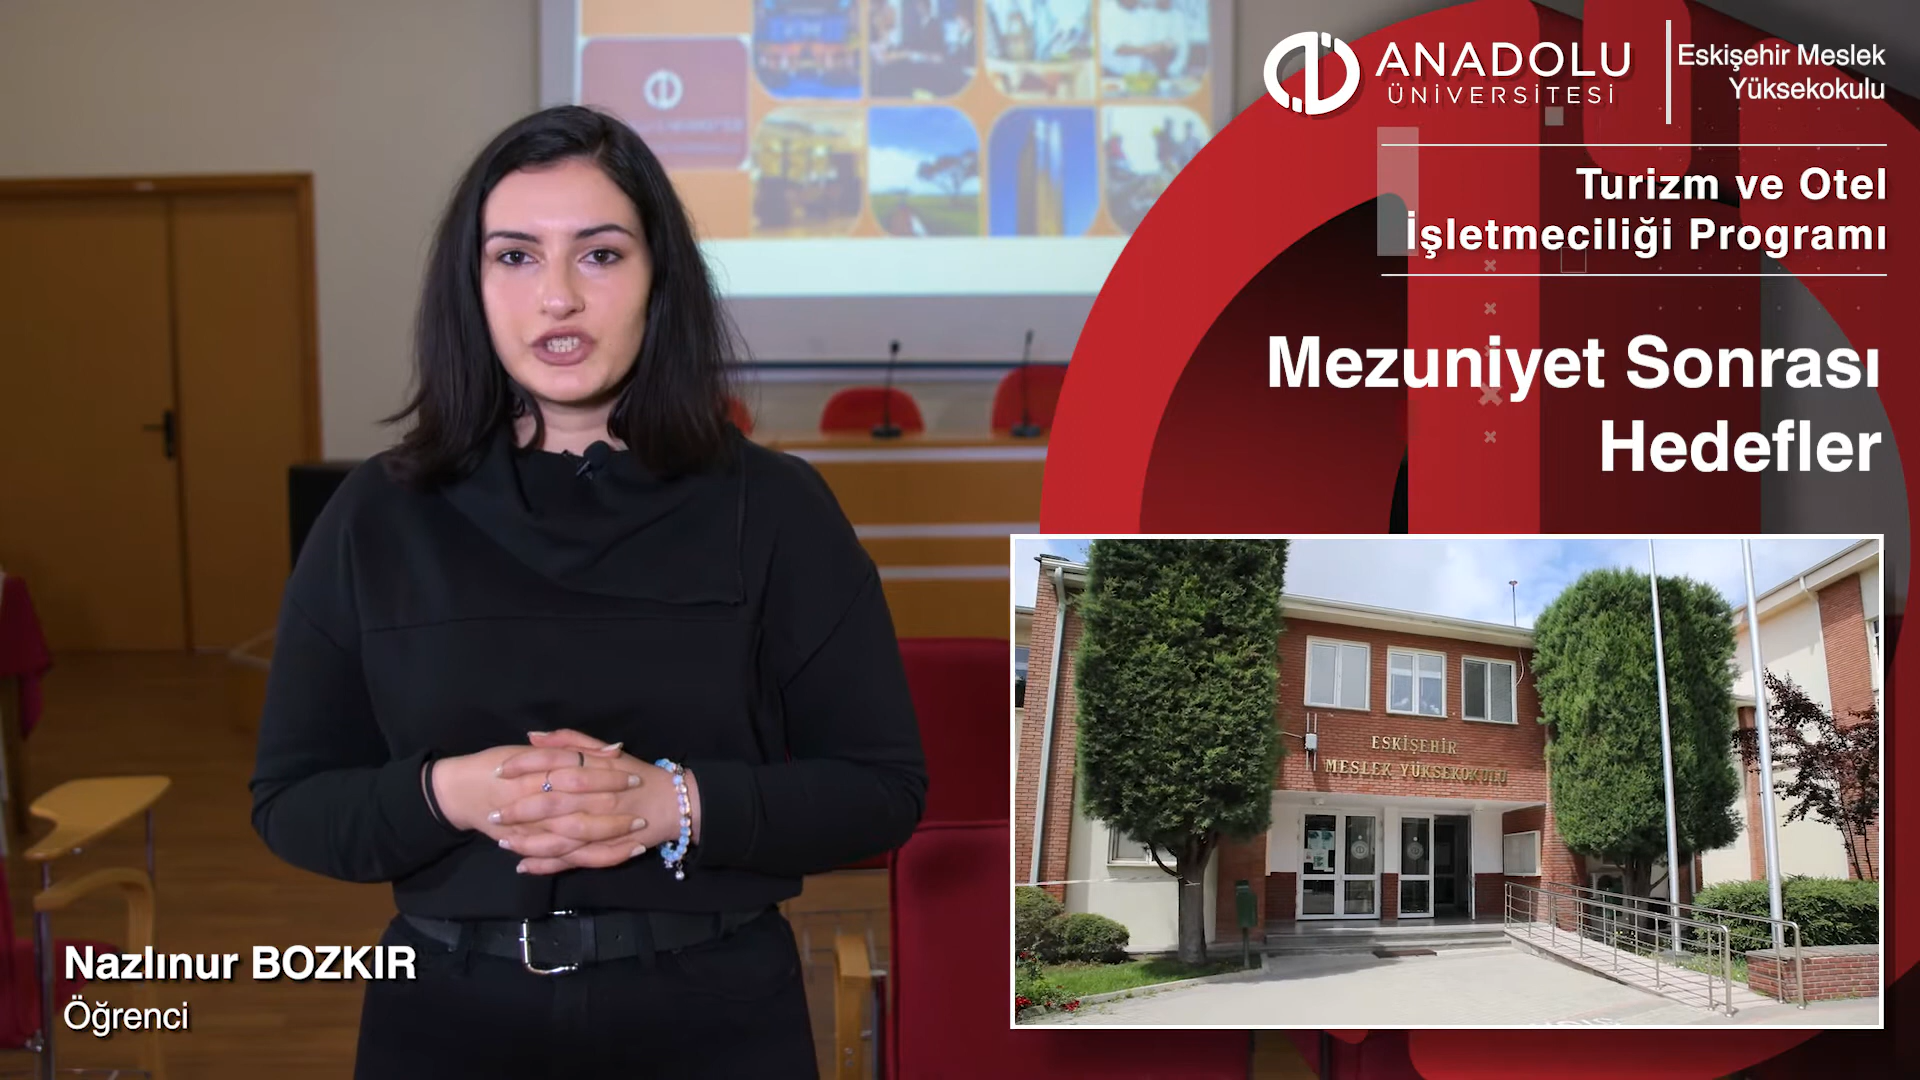 ANADOLU
ÜNİVERSİTESİ
Eskişehir Meslek
Yüksekokulu
Turizm ve Otel
İşletmeciliği Programı
Mezuniyet Sonrası
Hedefler
ESKİŞEHİR
MESLEK YÜKSEKOKULU
Nazlınur BOZKIR
Öğrenci